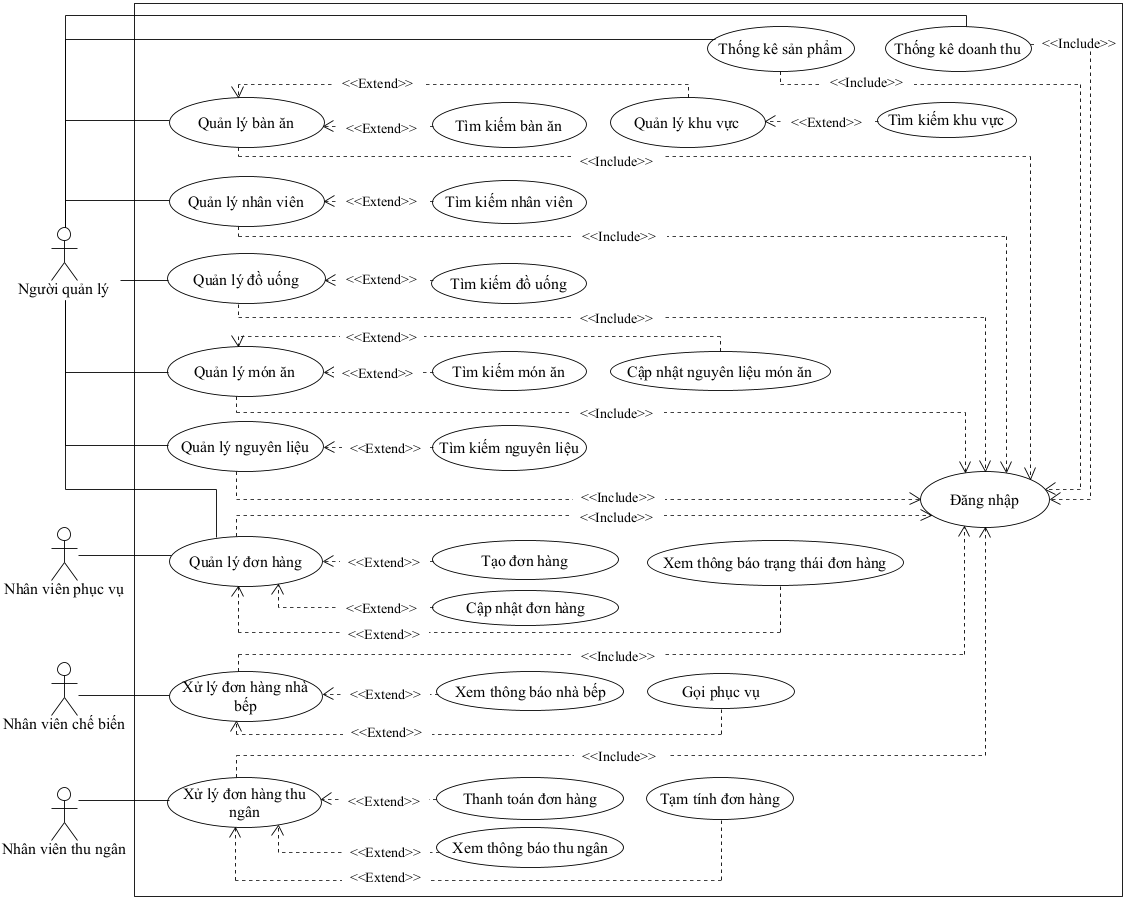 Thống kê sản phẩm
Thống kê doanh thu
<<Include>>
<<Extend>>
<<Include>>
Quản lý bàn ăn
<<Extend>>
Tìm kiếm bàn ăn
Quản lý khu vực
<<Extend>>
Tìm kiếm khu vực
<<Include>>
Quản lý nhân viên
<<Extend>>
Tìm kiếm nhân viên
<<Include>>
Người quản lý
Quản lý đồ uống
<<Extend>>
Tìm kiếm đồ uống
<<Include>>
<<Extend>>
Quản lý món ăn
<<Extend>>
Tìm kiếm món ăn
Cập nhật nguyên liệu món ăn
<<Include>>
Quản lý nguyên liệu
<<Extend>>
Tìm kiếm nguyên liệu
<<Include>>
Đăng nhập
<<Include>>
Nhân viên phục vụ
Quản lý đơn hàng
<<Extend>>
Tạo đơn hàng
Xem thông báo trạng thái đơn hàng
<<Extend>>
Cập nhật đơn hàng
<<Extend>>
<<Include>>
Nhân viên chế biến
Xử lý đơn hàng nhà
bếp
<<Extend>>
Xem thông báo nhà bếp
Gọi phục vụ
<<Extend>>
<<Include>>
Nhân viên thu ngân
Xử lý đơn hàng thu
ngân
<<Extend>>
Thanh toán đơn hàng
Tạm tính đơn hàng
<<Extend>>
Xem thông báo thu ngân
<<Extend>>